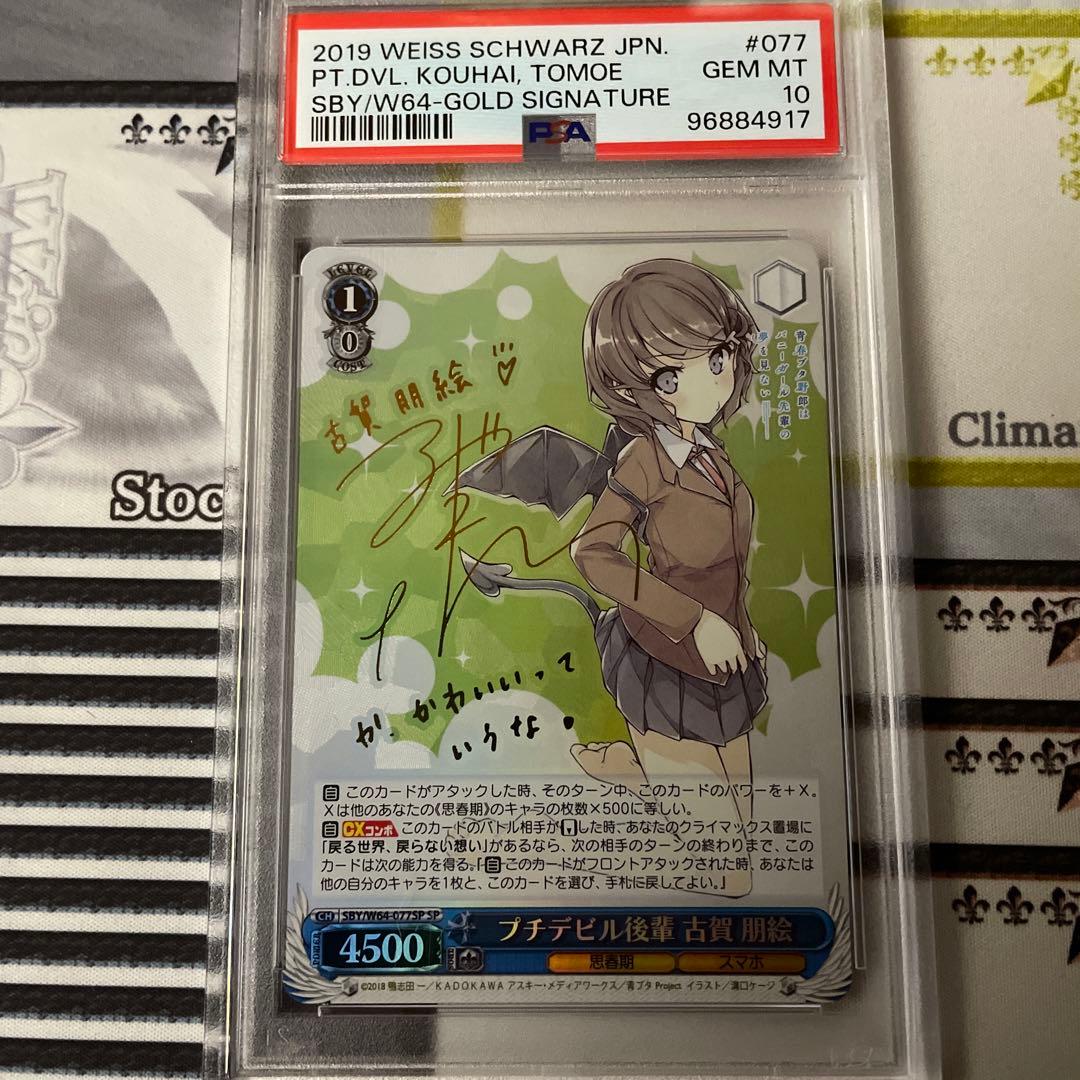 2019 WEISS SCHWARZ JPN. #077
PT.DVL. KOUHAI, TOMOE GEM MT
SBY/W64-GOLD SIGNATURE 10
PSA 96884917
LEVEL
1
0
COST
青春ブタ野郎は
バニーガール先輩の
夢を見ない
古賀朋絵
か、かわいいって
いうな!
Stoc
Clima
自 このカードがアタックした時、そのターン中、このカードのパワーを+X。
Xは他のあなたの《思春期》のキャラの枚数×500に等しい。
自 CXコンボ このカードのバトル相手が した時、あなたのクライマックス置場に
「戻る世界、戻らない想い」があるなら、次の相手のターンの終わりまで、この
カードは次の能力を得る。「自 このカードがフロントアタックされた時、あなたは
他の自分のキャラを1枚と、このカードを選び、手札に戻してよい。」
CH SBY/W64-077SP SP
4500 プチデビル後輩 古賀 朋絵
思春期 スマホ
©2018 鴨志田 一/KADOKAWA アスキー・メディアワークス/青ブタ Project イラスト/溝口ケージ